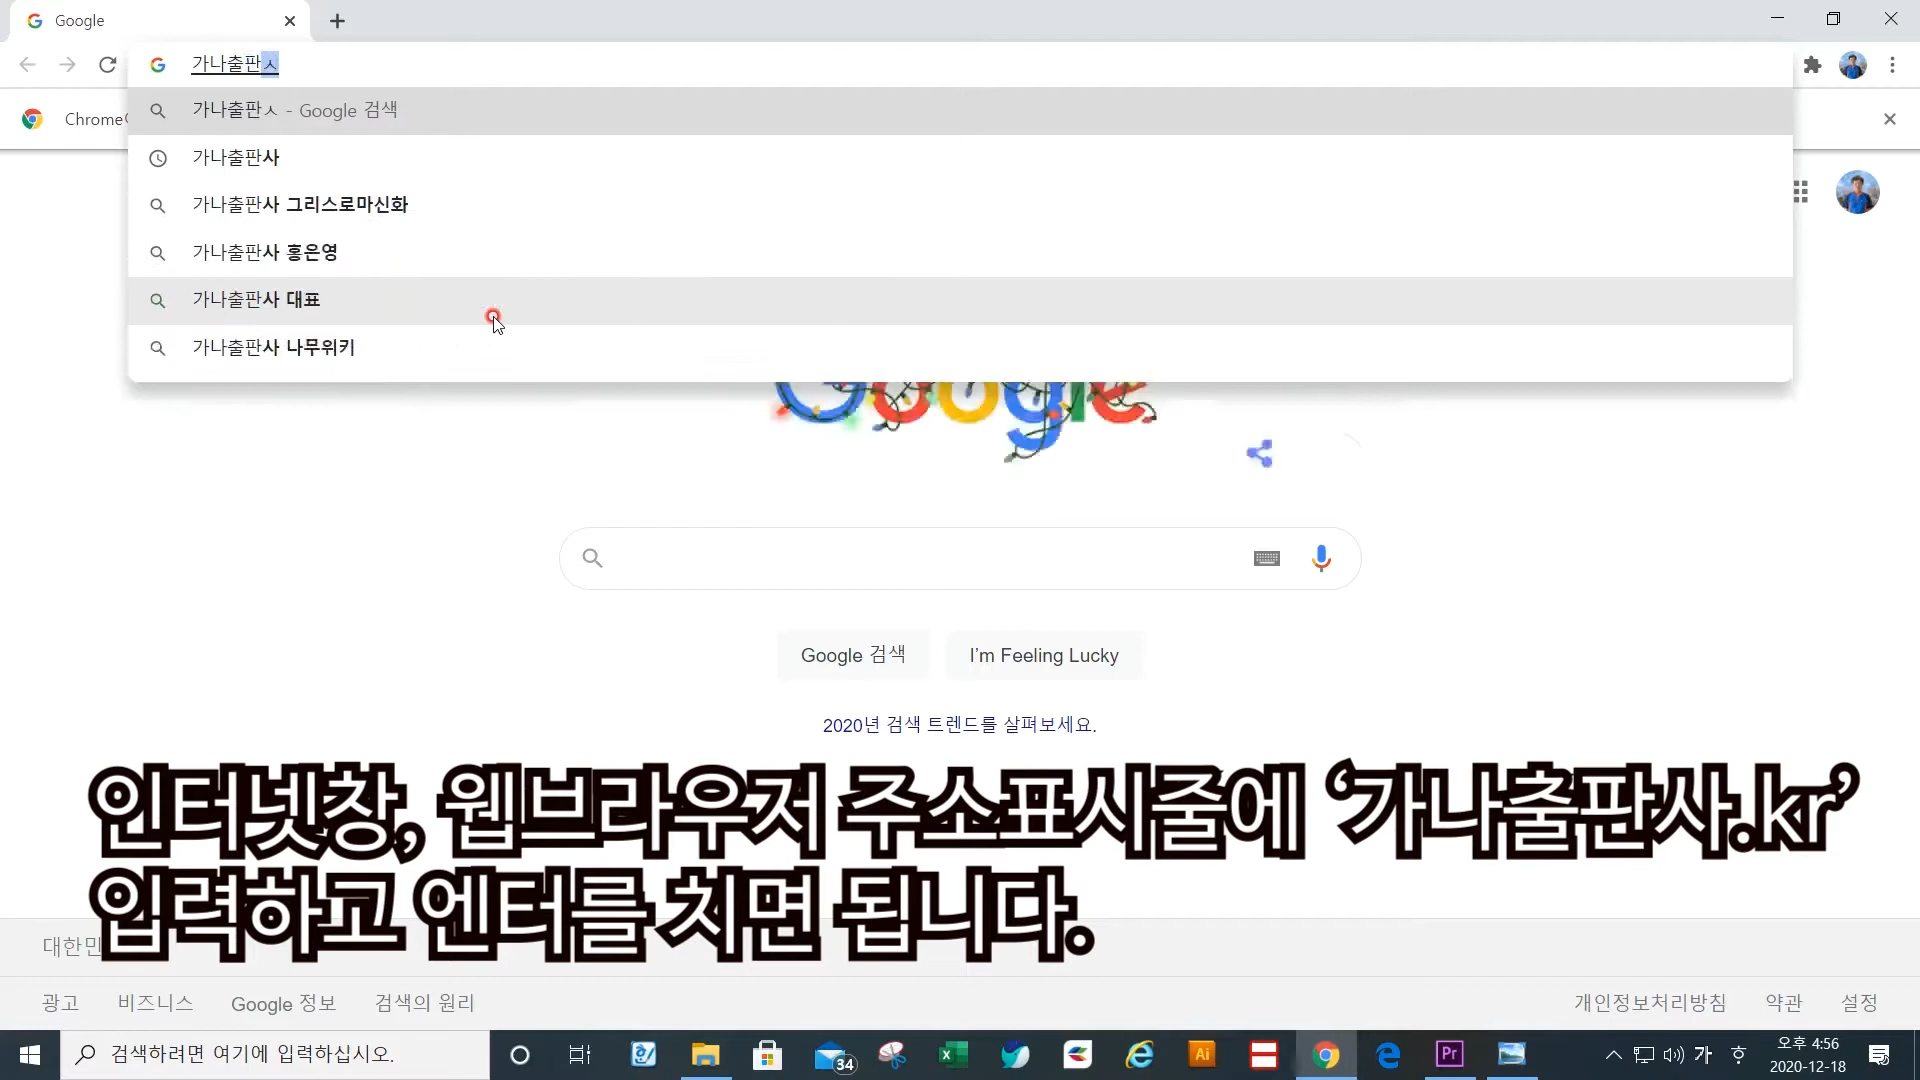 Google
가나출판ㅅ
가나출판ㅅ - Google 검색
Chrome
가나출판사
가나출판사 그리스로마신화
가나출판사 홍은영
가나출판사 대표
가나출판사 나무위키
Google
Google 검색
I'm Feeling Lucky
2020년 검색 트렌드를 살펴보세요.
인터넷창, 웹브라우저 주소표시줄에 ‘가나출판사.kr’
입력하고 엔터를 치면 됩니다.
대한민
광고 비즈니스 Google 정보 검색의 원리
개인정보처리방침 약관 설정
검색하려면 여기에 입력하십시오.
34
Ai
Pr
가
오후 4:56
2020-12-18